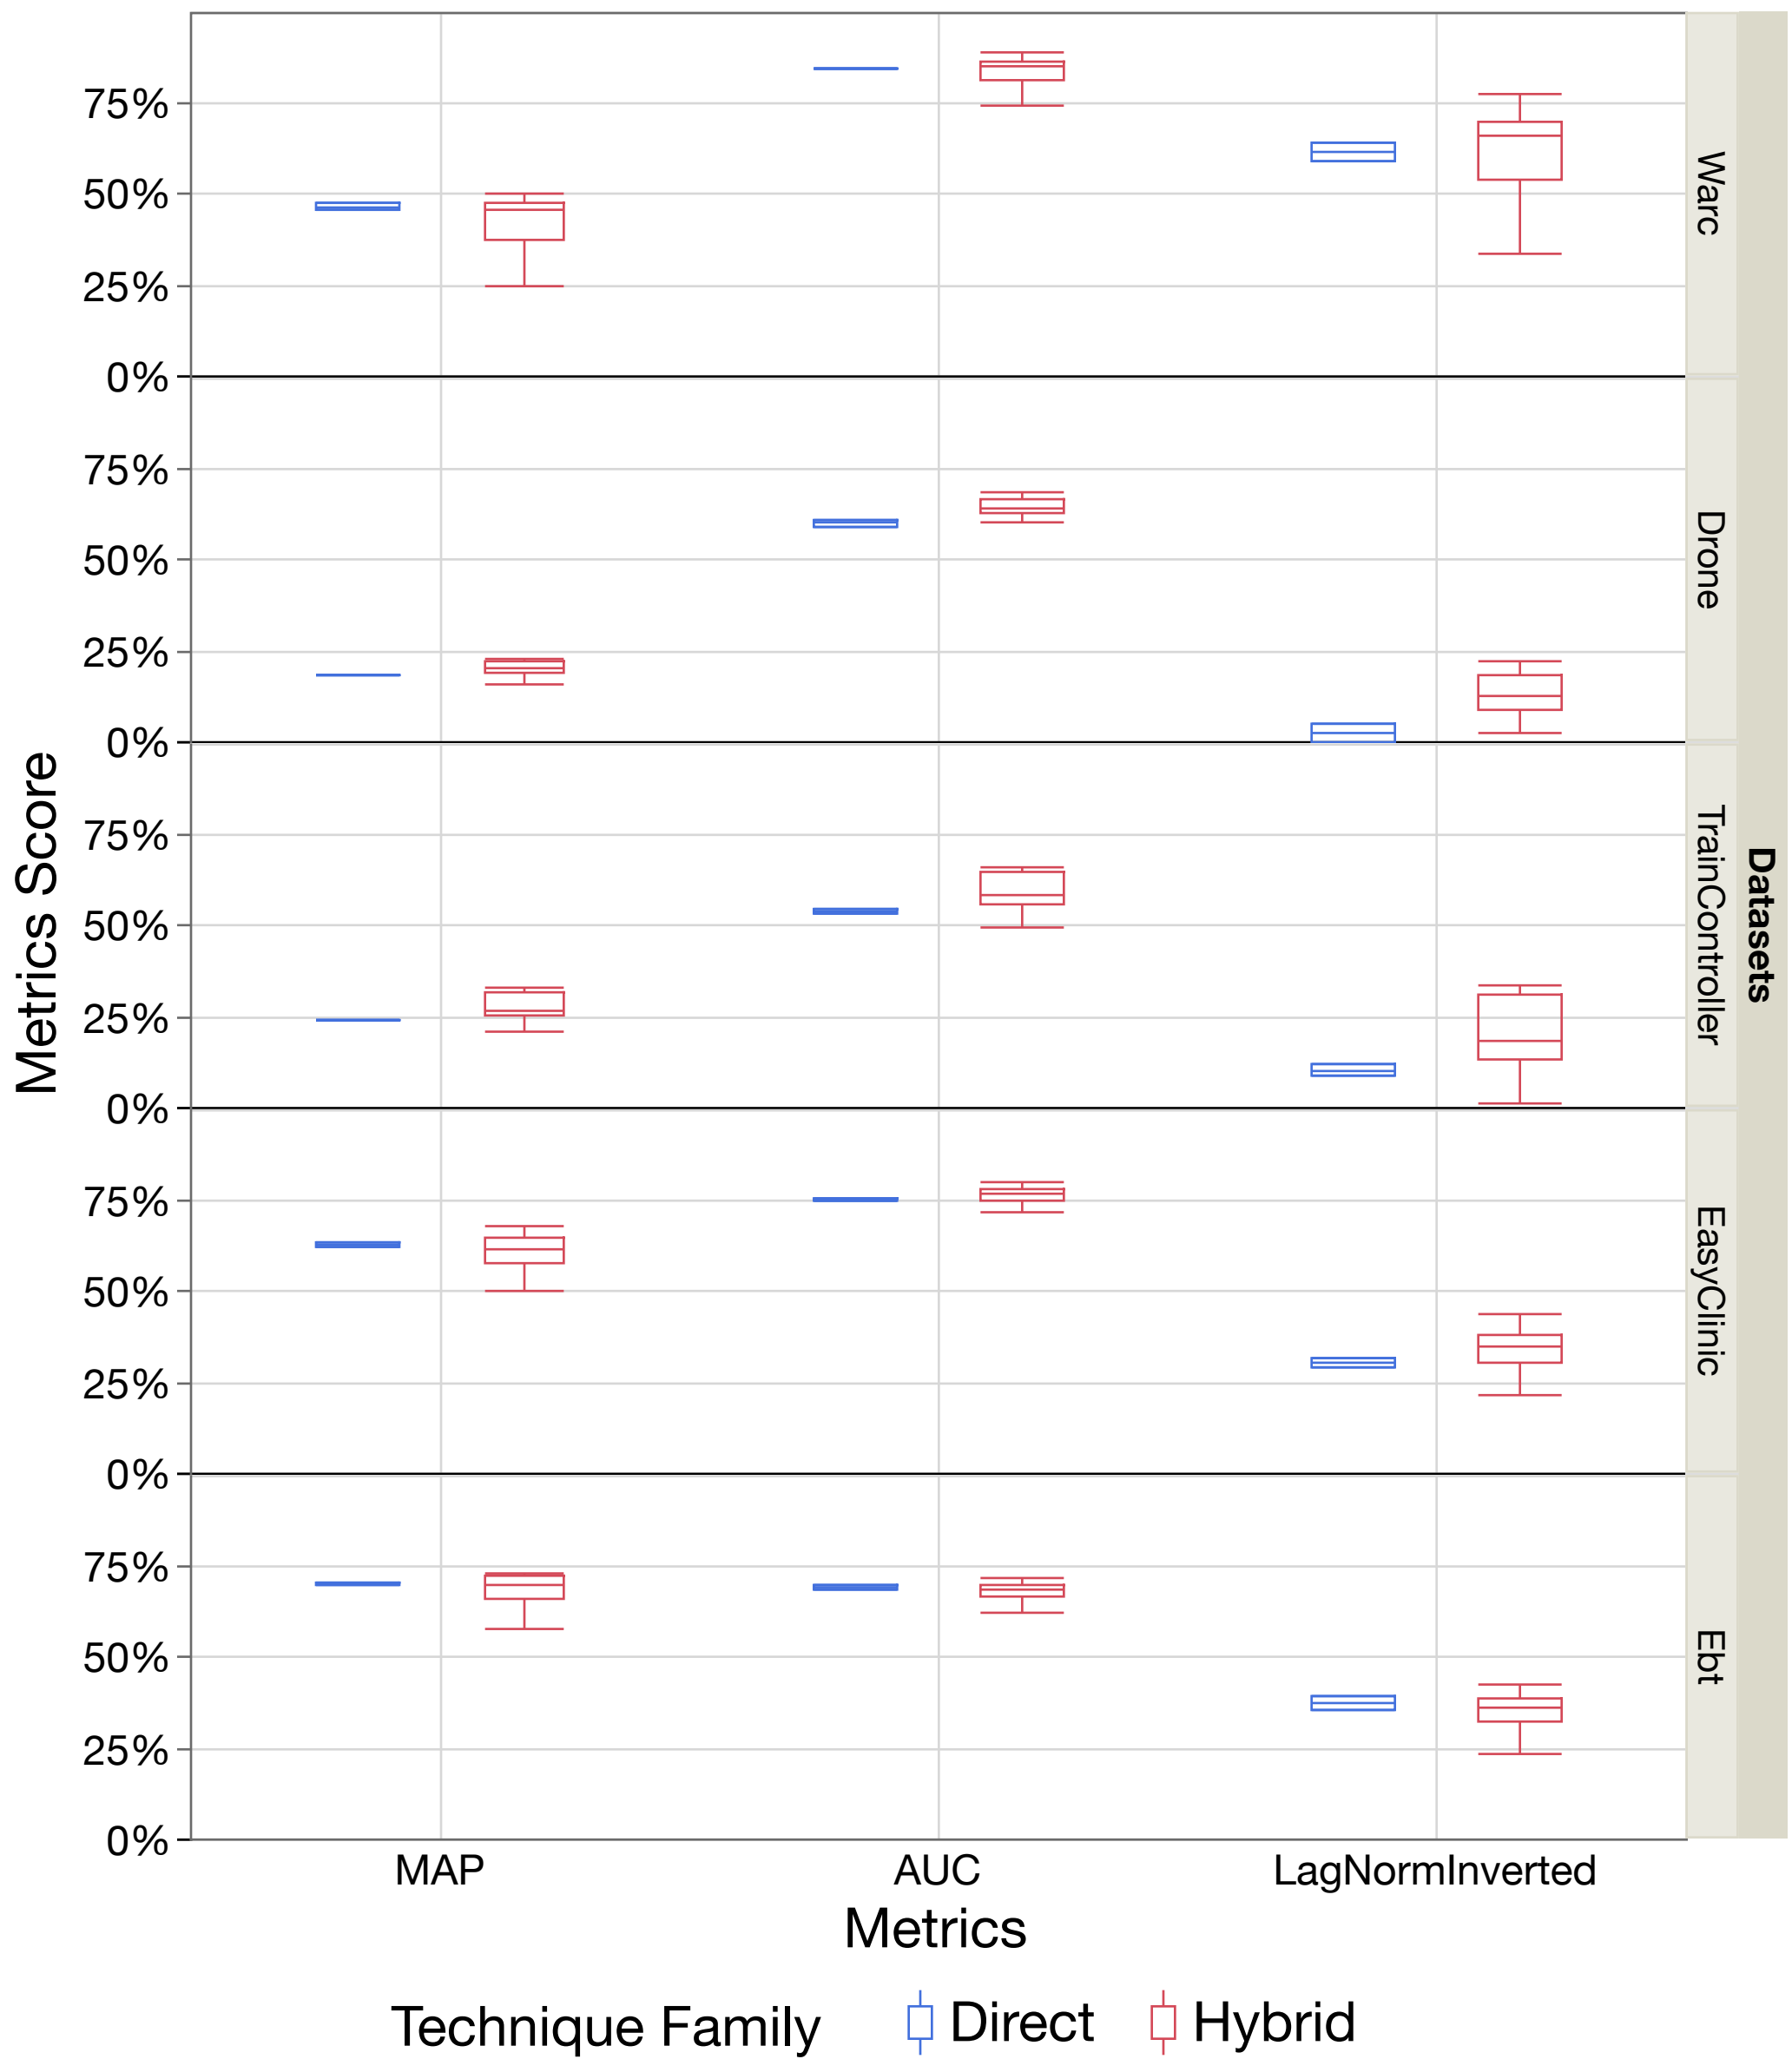 75%
50%
25%
0%
Warc
75%
50%
25%
0%
Drone
75%
50%
25%
0%
TrainController
75%
50%
25%
0%
EasyClinic
75%
50%
25%
0%
Ebt
Metrics Score
Datasets
MAP AUC LagNormInverted
Metrics
Technique Family Direct Hybrid